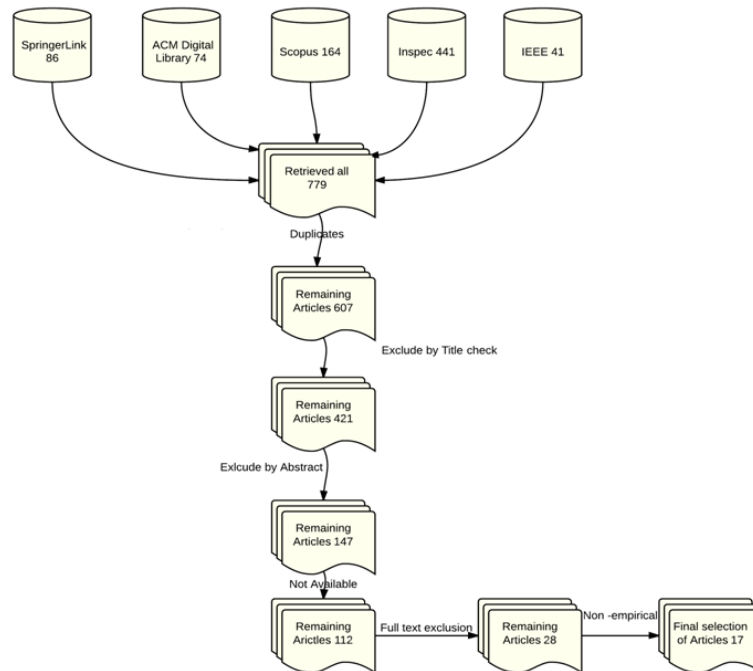 SpringerLink
86
ACM Digital
Library 74
Scopus 164
Inspec 441
IEEE 41
Retrieved all
779
Duplicates
Remaining
Articles 607
Exclude by Title check
Remaining
Articles 421
Exlcude by Abstract
Remaining
Articles 147
Not Available
Remaining
Arictles 112
Full text exclusion
Remaining
Articles 28
Non -empirical
Final selection
of Articles 17